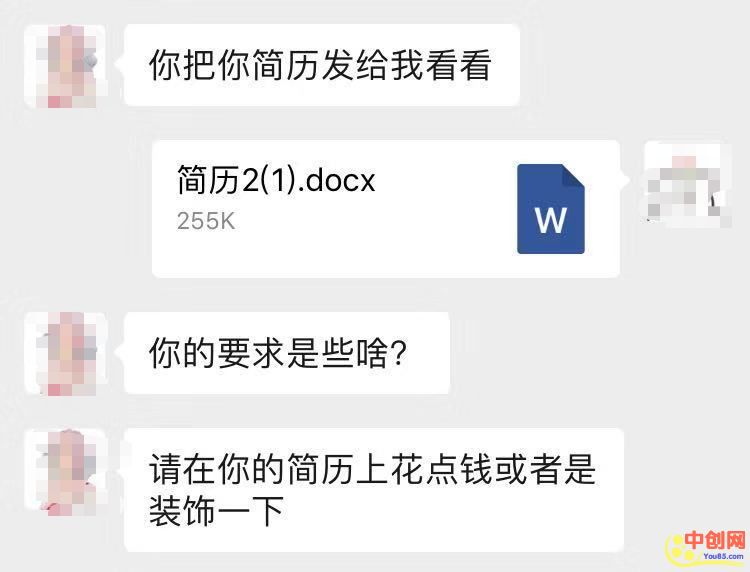 你把你简历发给我看看
简历2(1).docx
255K
W
你的要求是些啥?
请在你的简历上花点钱或者是
装饰一下
中创网
You85.com